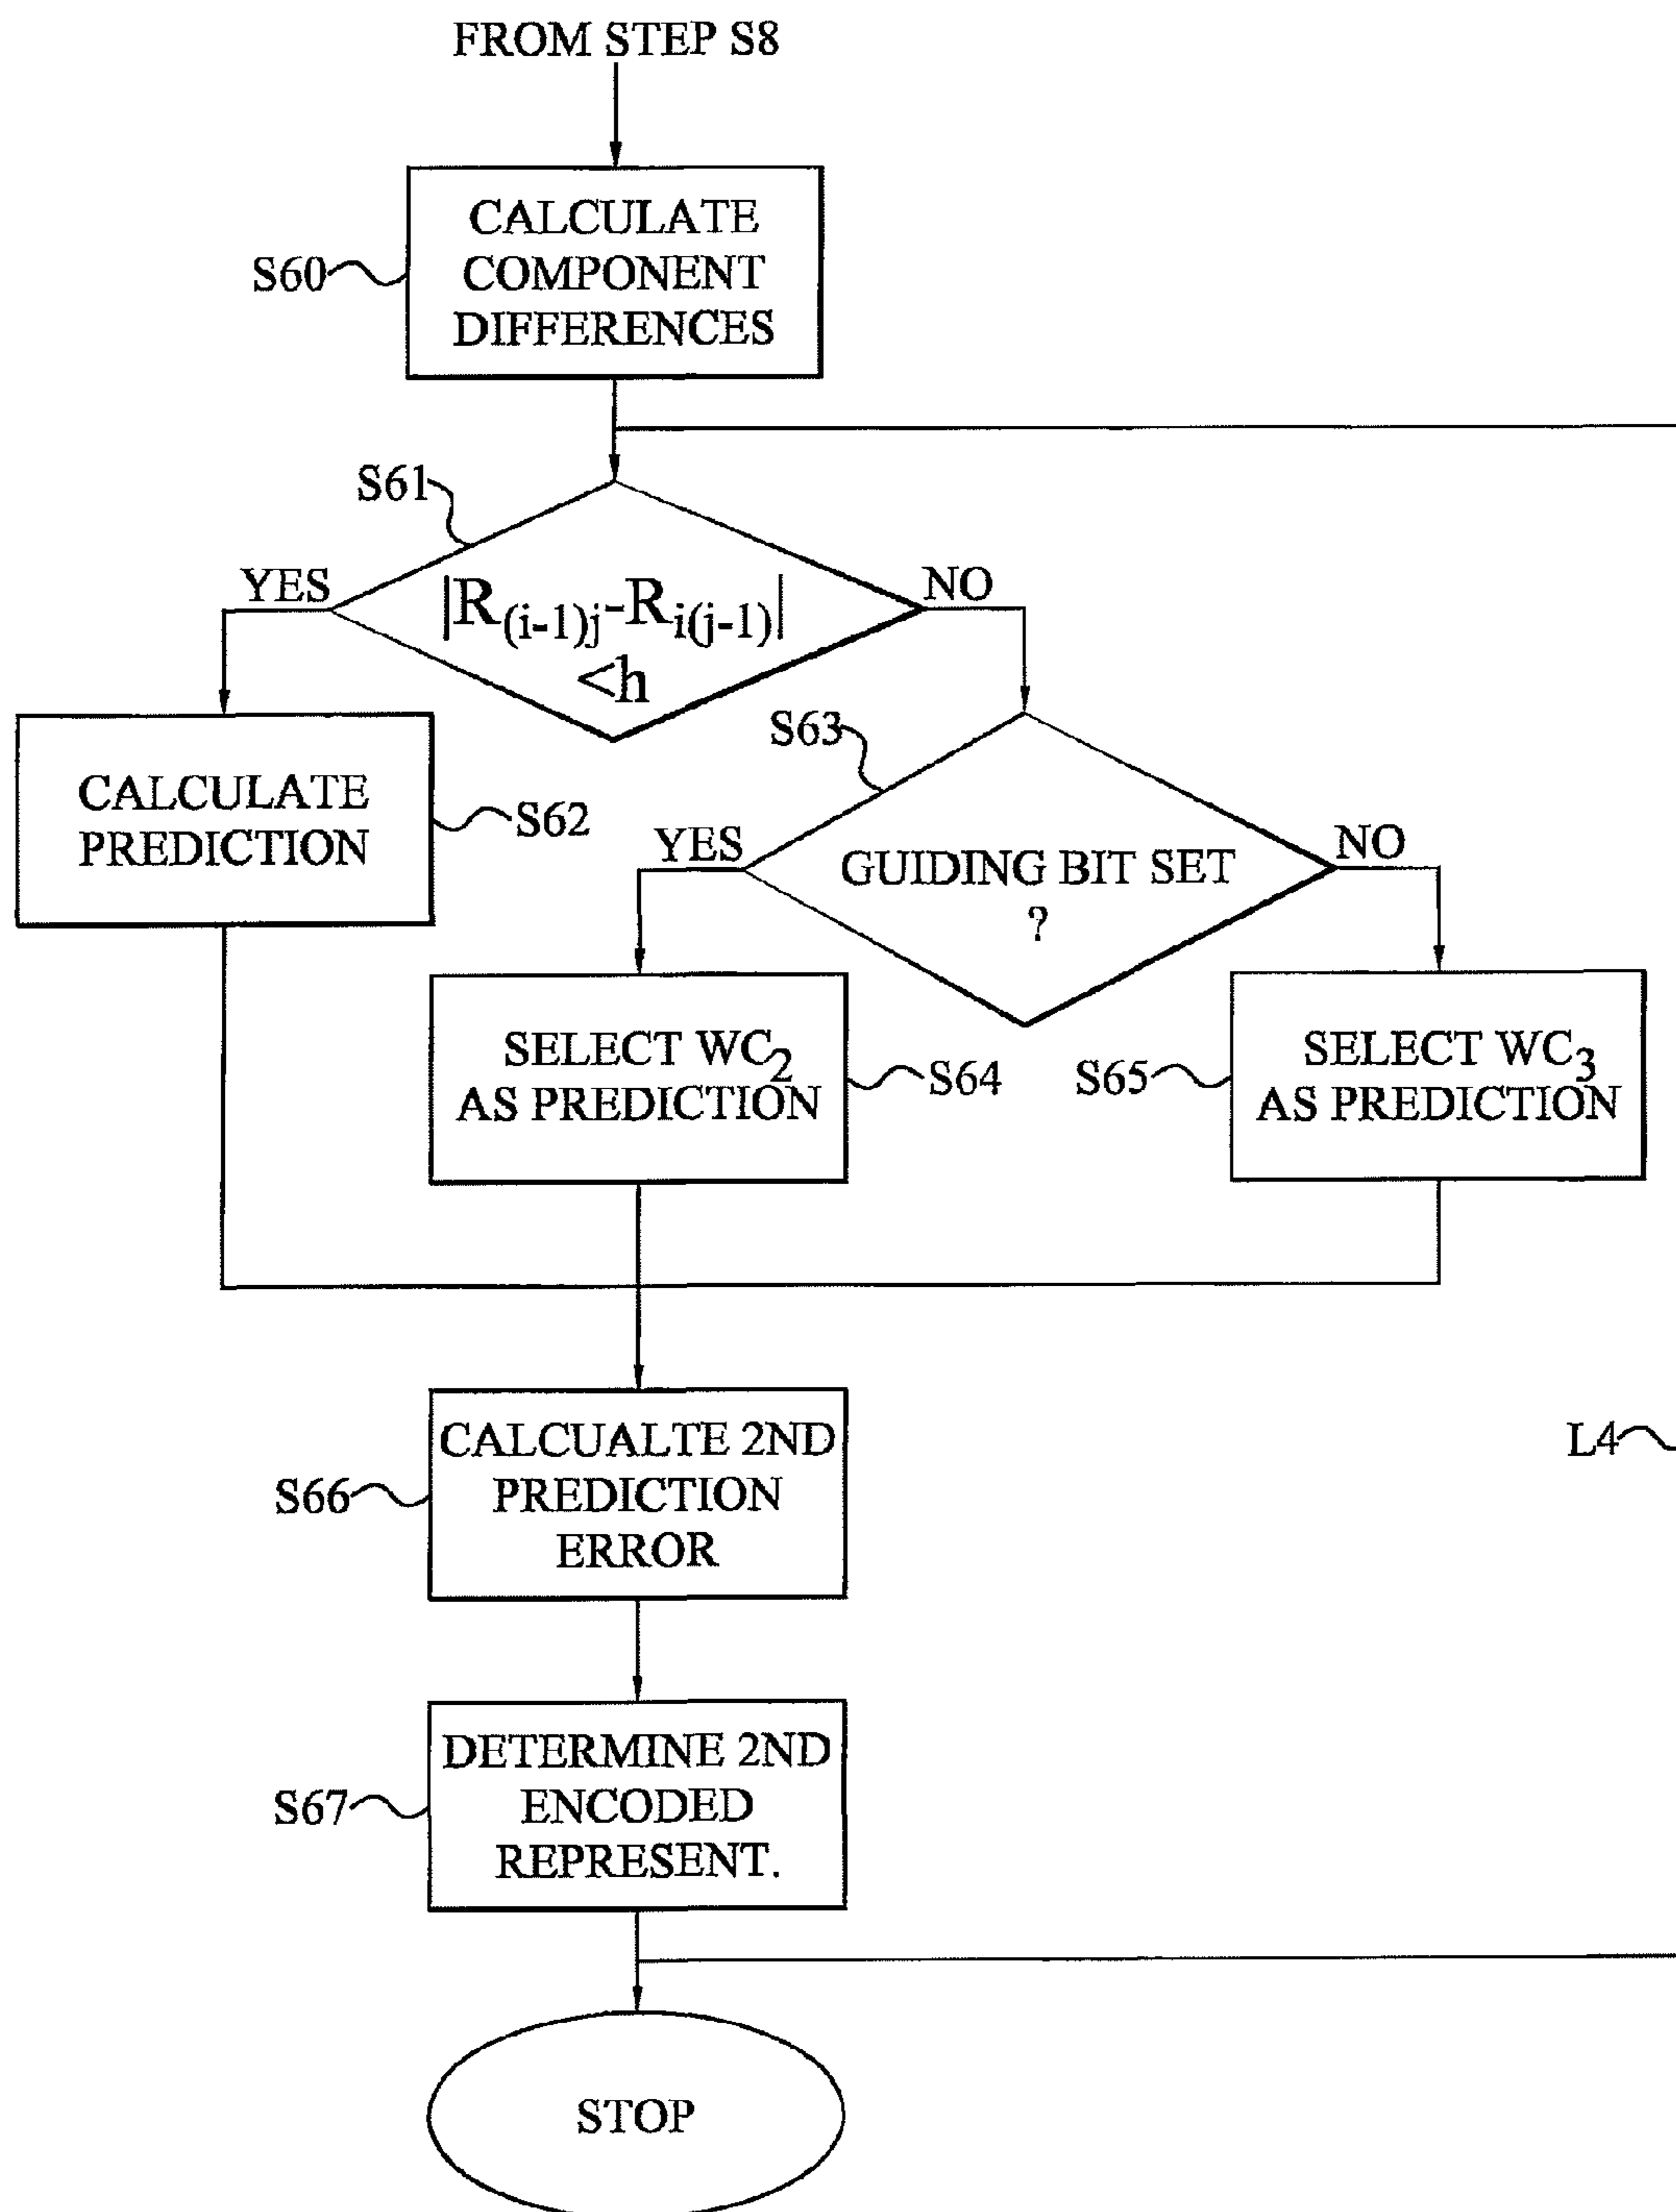 FROM STEP S8
CALCULATE
COMPONENT
DIFFERENCES
S60
S61
YES
NO
|R(i-1)j-Ri(j-1)|
<h
S63
CALCULATE
PREDICTION
S62
YES
NO
GUIDING BIT SET
?
SELECT WC2
AS PREDICTION
S64
S65
SELECT WC3
AS PREDICTION
CALCUALTE 2ND
PREDICTION
ERROR
S66
L4
DETERMINE 2ND
ENCODED
REPRESENT.
S67
STOP